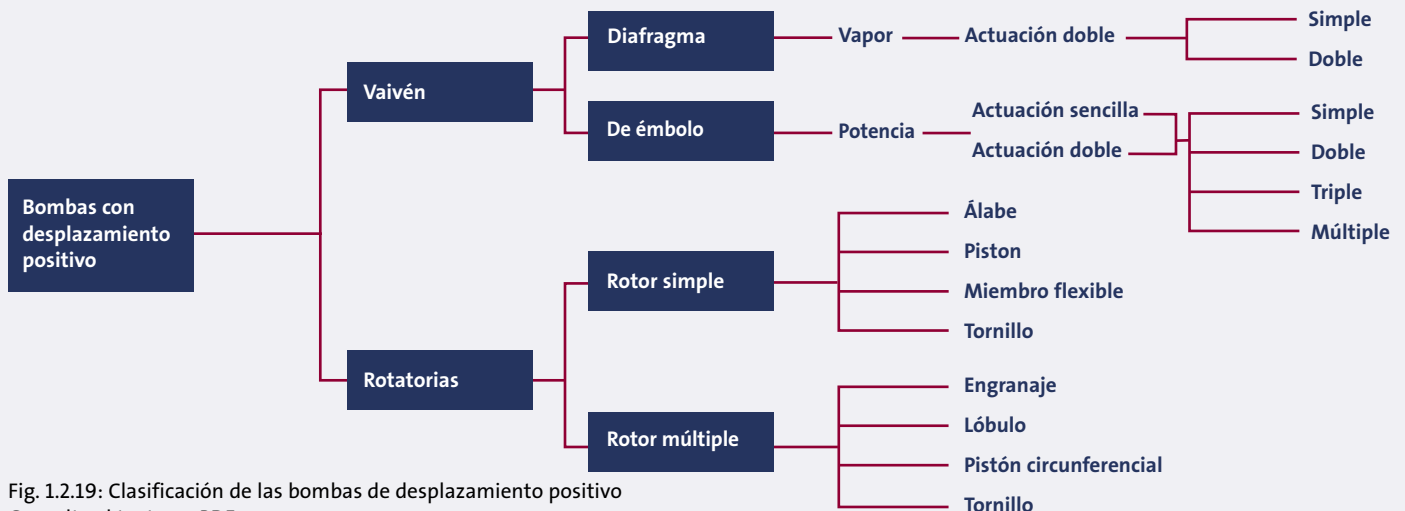 Bombas con
desplazamiento
positivo
Vaivén
Rotatorias
Diafragma
De émbolo
Rotor simple
Rotor múltiple
Vapor
Actuación doble
Simple
Doble
Potencia
Actuación sencilla
Actuación doble
Simple
Doble
Triple
Múltiple
Álabe
Piston
Miembro flexible
Tornillo
Engranaje
Lóbulo
Pistón circunferencial
Tornillo
Fig. 1.2.19: Clasificación de las bombas de desplazamiento positivo